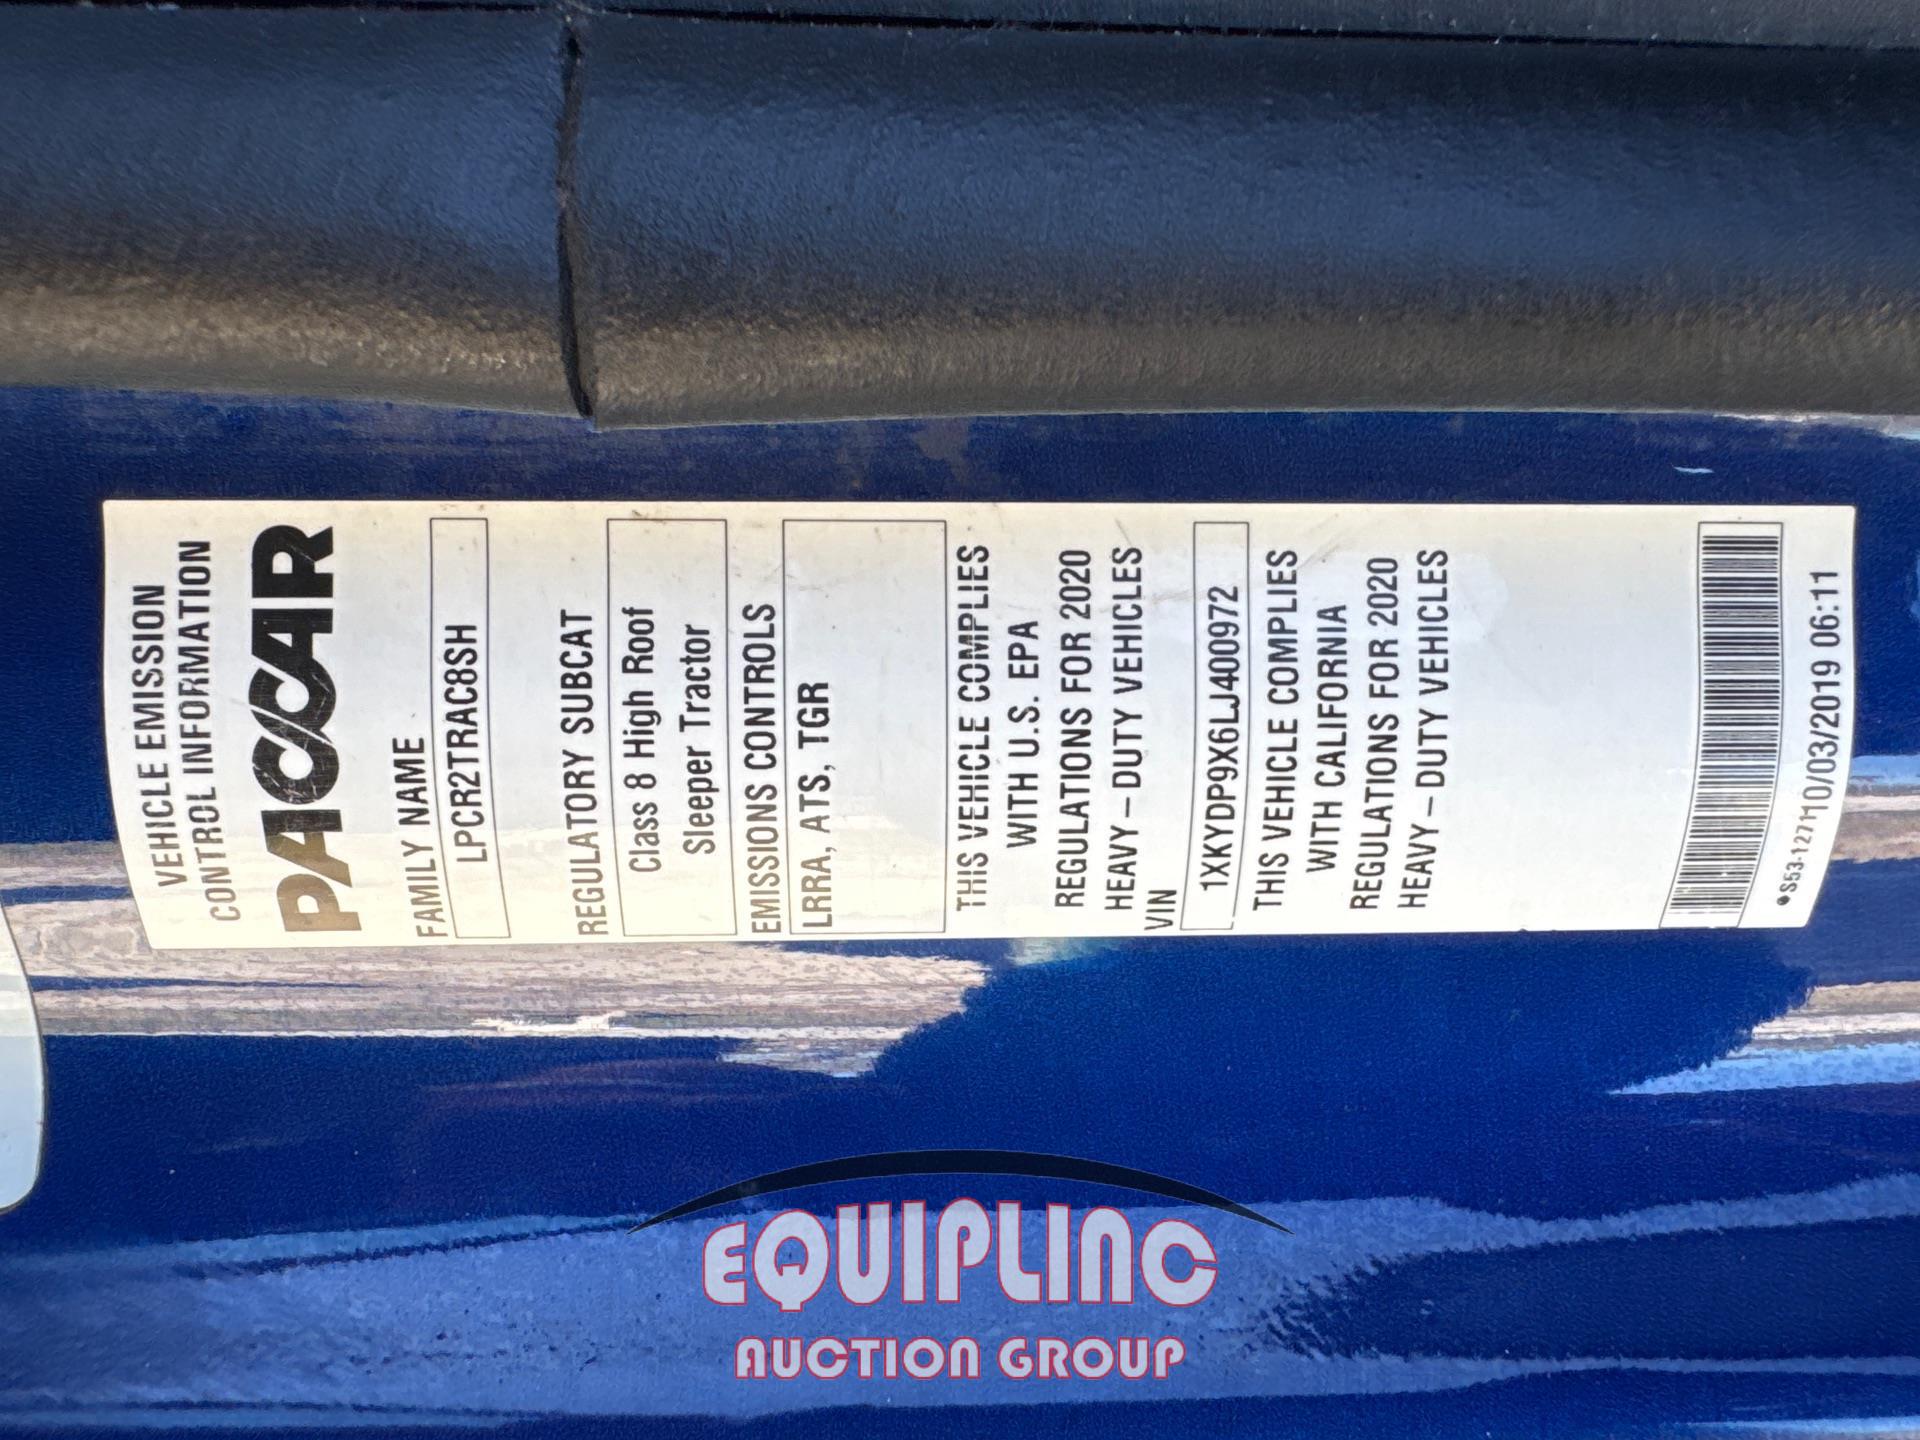 VEHICLE EMISSION
CONTROL INFORMATION
PACCAR
FAMILY NAME
LPCR2TRAC8SH
REGULATORY SUBCAT
Class 8 High Roof
Sleeper Tractor
EMISSIONS CONTROLS
LRRA, ATS, TGR
THIS VEHICLE COMPLIES
WITH U.S. EPA
REGULATIONS FOR 2020
HEAVY – DUTY VEHICLES
VIN
1XKYDP9X6LJ400972
THIS VEHICLE COMPLIES
WITH CALIFORNIA
REGULATIONS FOR 2020
HEAVY – DUTY VEHICLES
•S53-1271 10/03/2019 06:11
EQUIPLINC
AUCTION GROUP